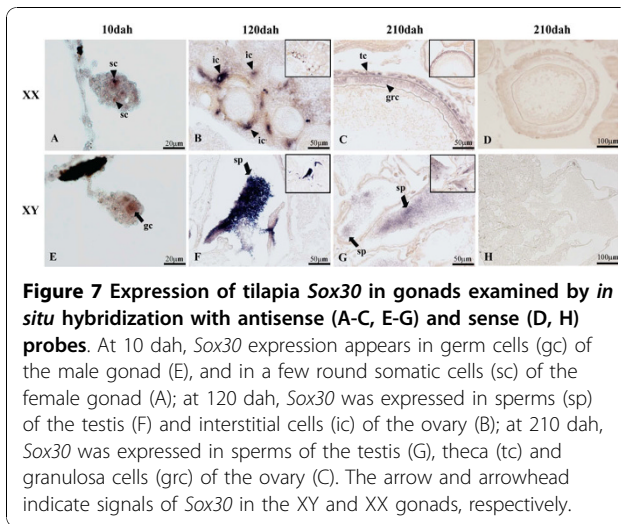 10dah 120dah 210dah 210dah
XX
sc
sc
A
20μm
ic
ic
ic
B
50μm
tc
grc
C
50μm
D
100μm
XY
gc
E
20μm
sp
F
50μm
sp
sp
G
50μm
H
100μm
Figure 7 Expression of tilapia Sox30 in gonads examined by in
situ hybridization with antisense (A-C, E-G) and sense (D, H)
probes. At 10 dah, Sox30 expression appears in germ cells (gc) of
the male gonad (E), and in a few round somatic cells (sc) of the
female gonad (A); at 120 dah, Sox30 was expressed in sperms (sp)
of the testis (F) and interstitial cells (ic) of the ovary (B); at 210 dah,
Sox30 was expressed in sperms of the testis (G), theca (tc) and
granulosa cells (grc) of the ovary (C). The arrow and arrowhead
indicate signals of Sox30 in the XY and XX gonads, respectively.